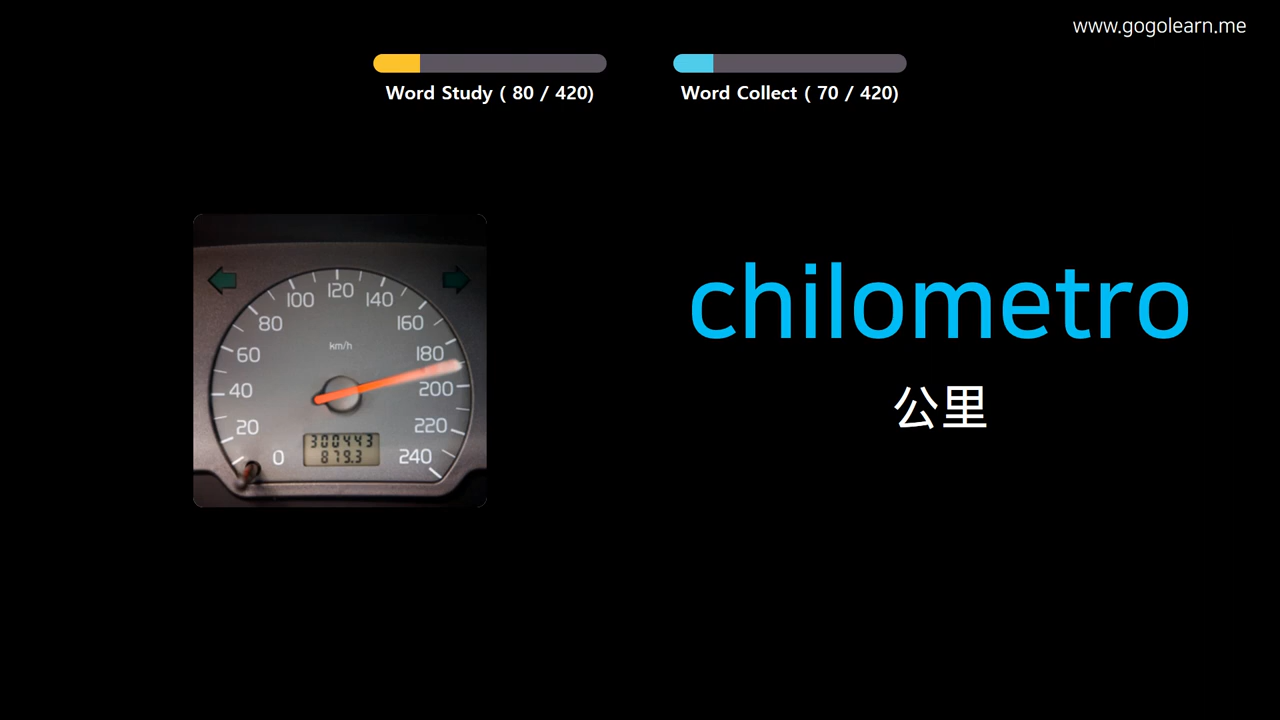 www.gogolearn.me
Word Study ( 80 / 420)
Word Collect ( 70 / 420)
chilometro
公里
0
20
40
60
80
100
120
140
160
180
200
220
240
km/h
300443
879.3